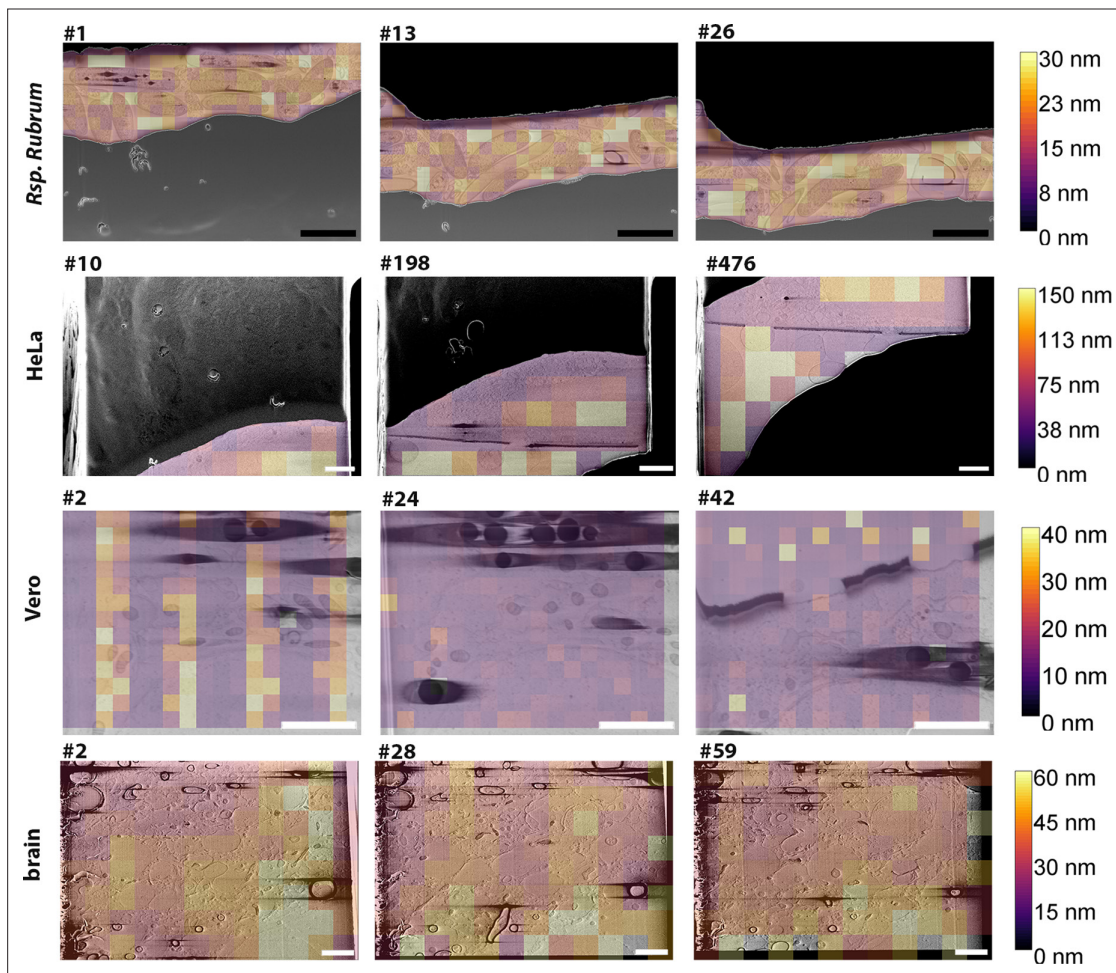 #1
#13
#26
Rsp. Rubrum
30 nm
23 nm
15 nm
8 nm
0 nm
#10
#198
#476
HeLa
150 nm
113 nm
75 nm
38 nm
0 nm
#2
#24
#42
Vero
40 nm
30 nm
20 nm
10 nm
0 nm
#2
#28
#59
brain
60 nm
45 nm
30 nm
15 nm
0 nm